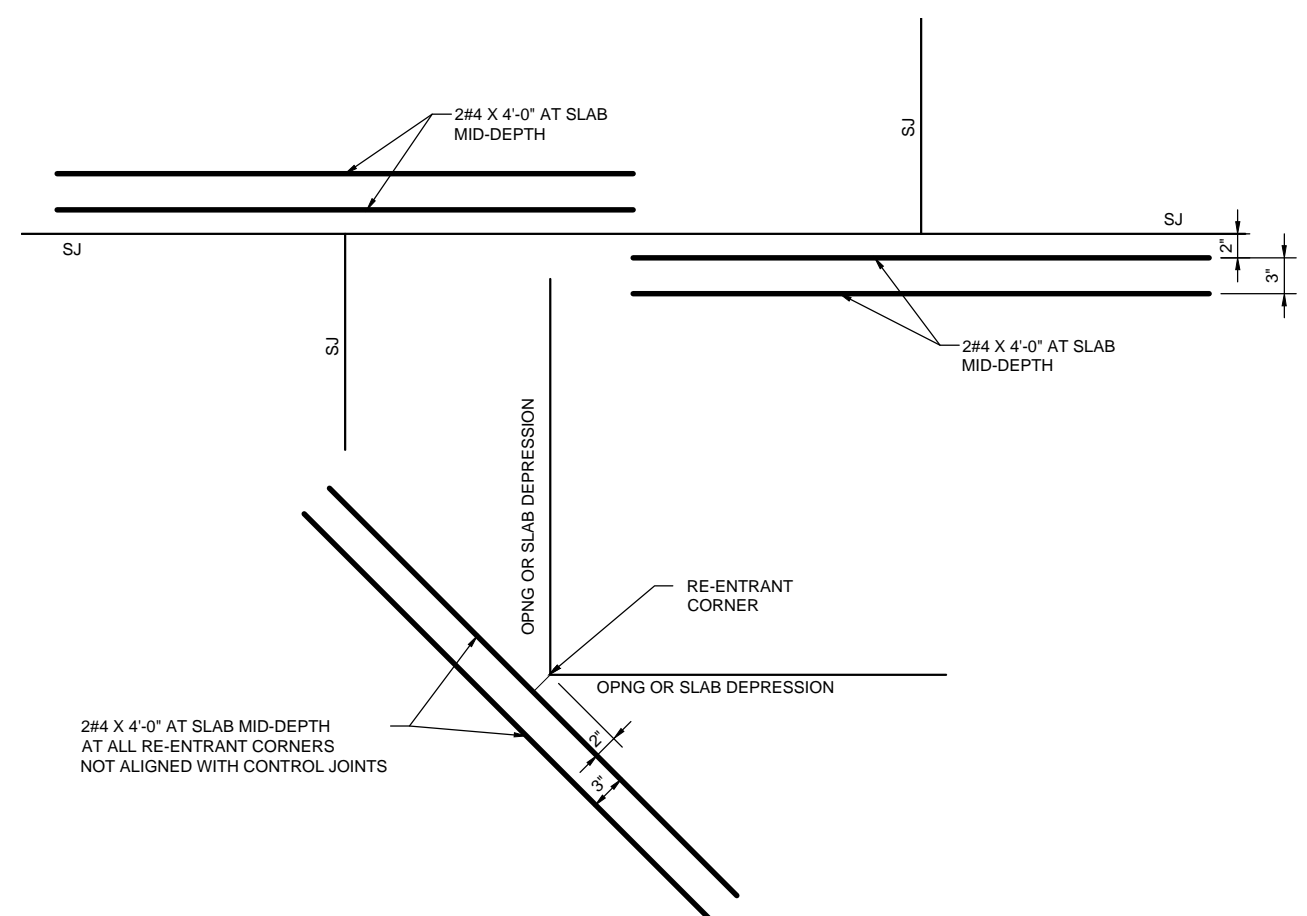 SJ
2#4 X 4'-0" AT SLAB
MID-DEPTH
SJ
SJ
2"
3"
SJ
2#4 X 4'-0" AT SLAB
MID-DEPTH
OPNG OR SLAB DEPRESSION
RE-ENTRANT
CORNER
OPNG OR SLAB DEPRESSION
2#4 X 4'-0" AT SLAB MID-DEPTH
AT ALL RE-ENTRANT CORNERS
NOT ALIGNED WITH CONTROL JOINTS
2"
3"